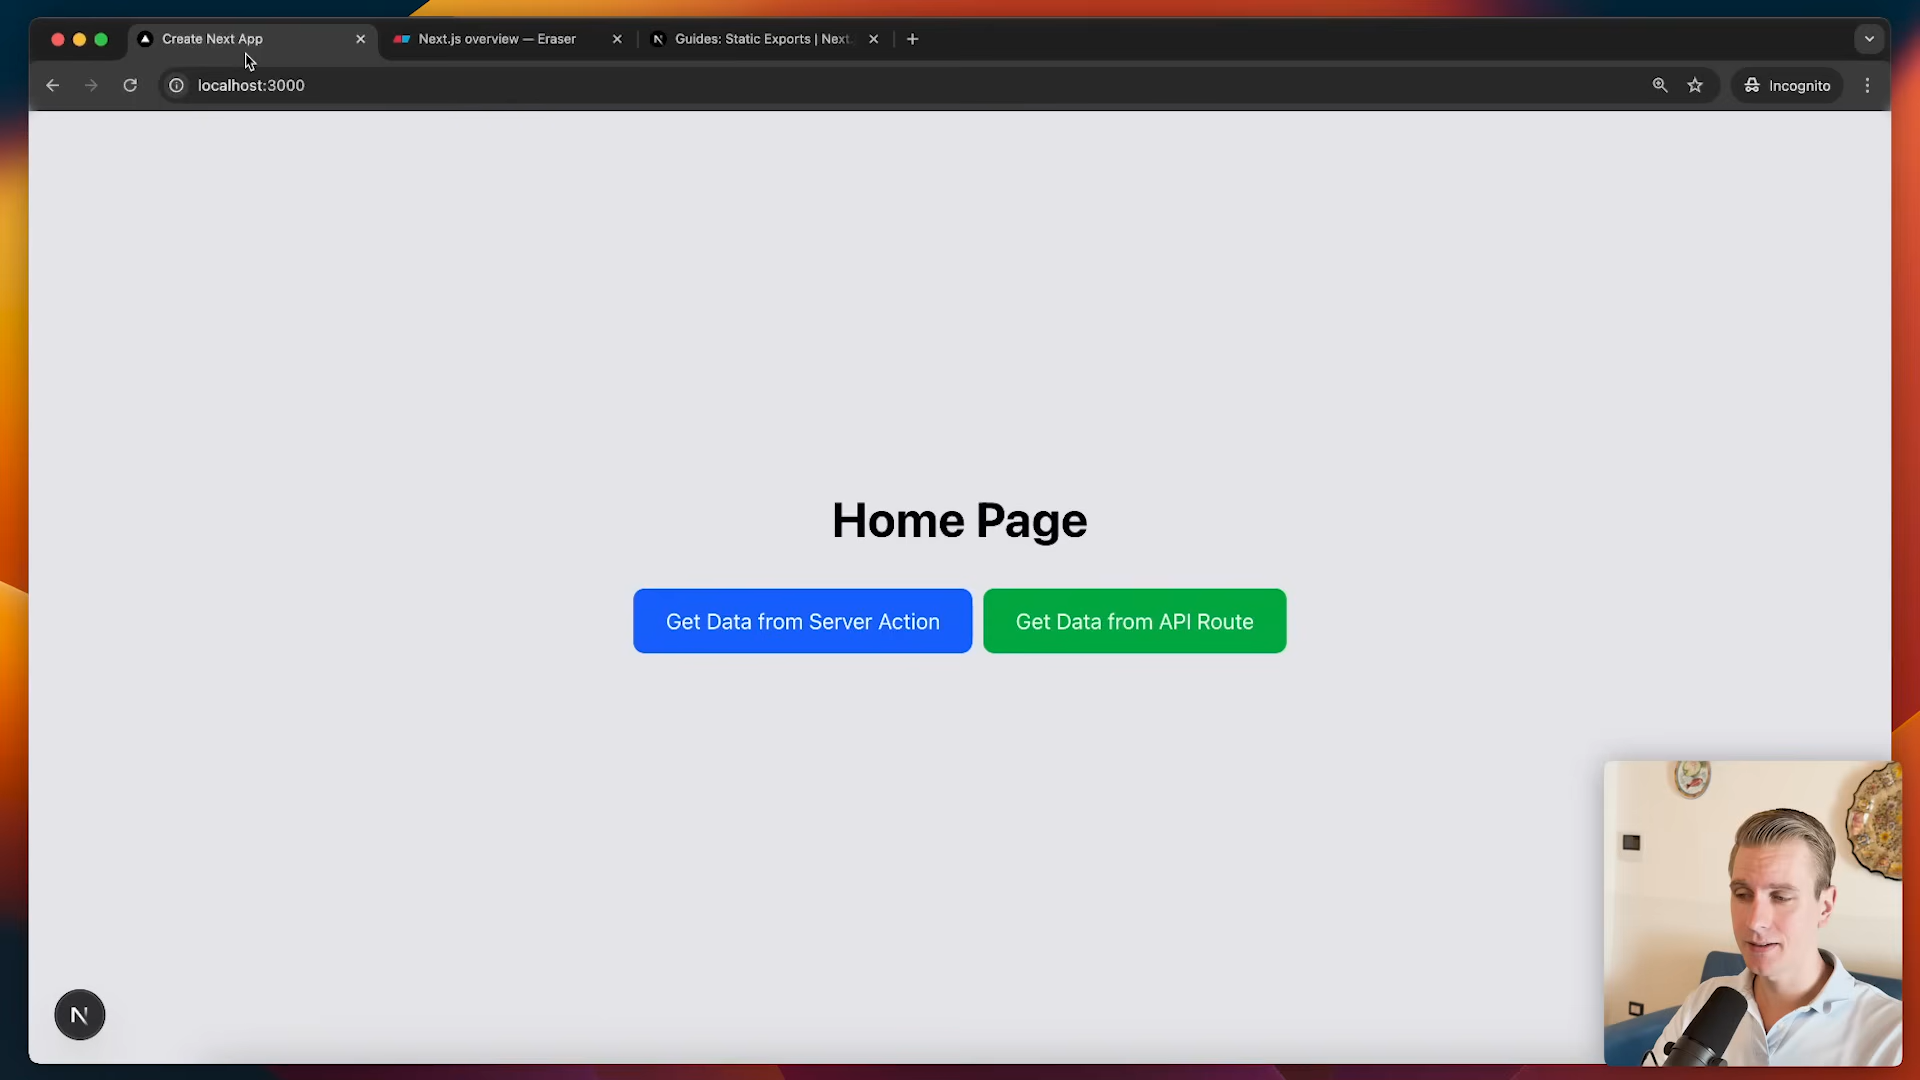 Create Next App
Next.js overview — Eraser
Guides: Static Exports | Next.
localhost:3000
Incognito
Home Page
Get Data from Server Action
Get Data from API Route
N